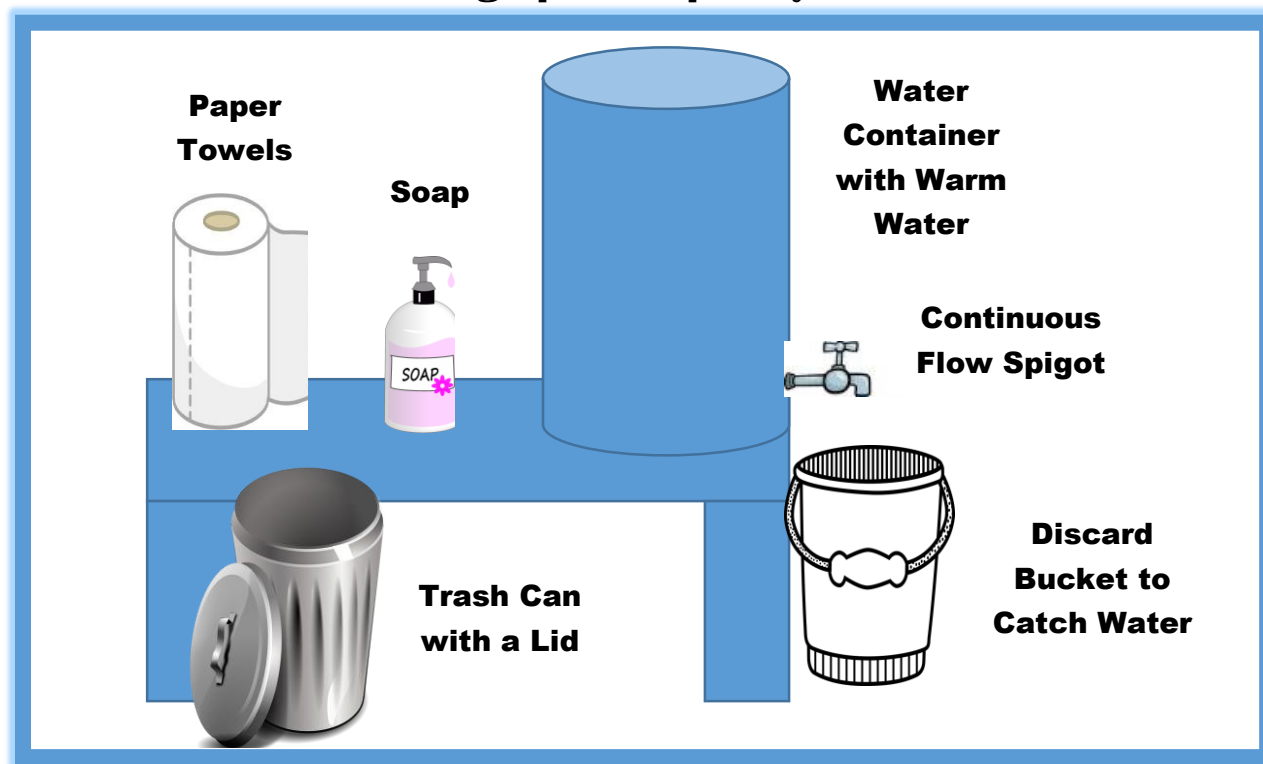 Paper
Towels
Soap
SOAP
Water
Container
with Warm
Water
Continuous
Flow Spigot
Trash Can
with a Lid
Discard
Bucket to
Catch Water